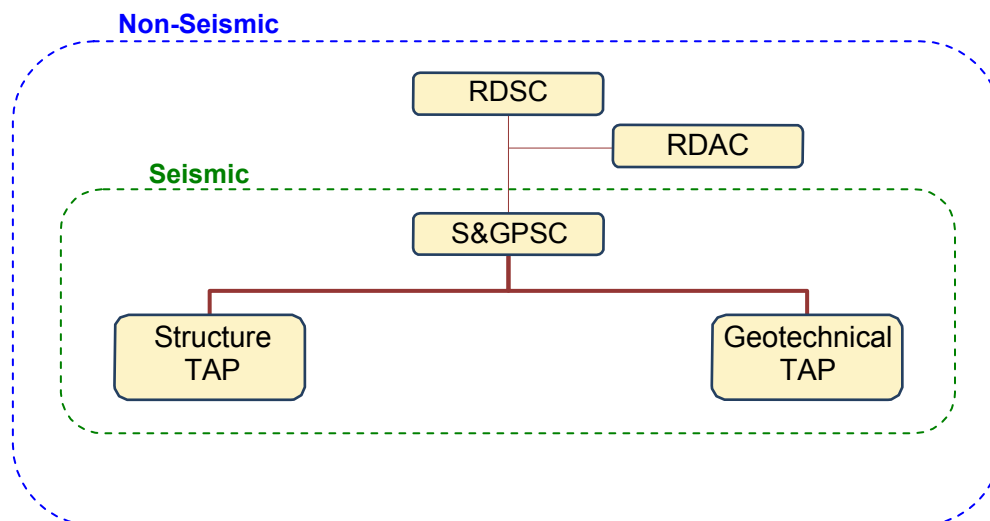 Non-Seismic
RDSC
RDAC
Seismic
S&GPSC
Structure
TAP
Geotechnical
TAP